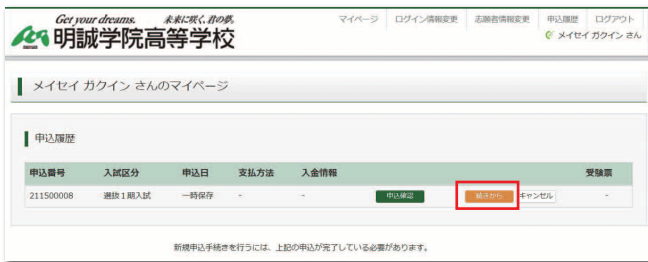 Get your dreams. 未来に咲く、君の夢。
明誠学院高等学校
マイページ ログイン情報変更 志願者情報変更 申込履歴 ログアウト
メイセイ ガクイン さん
メイセイ ガクイン さんのマイページ
申込履歴
申込番号 入試区分 申込日 支払方法 入金情報 受験票
211500008 選抜1期入試 一時保存 - - 申込確認 続きから キャンセル -
新規申込手続きを行うには、上記の申込が完了している必要があります。